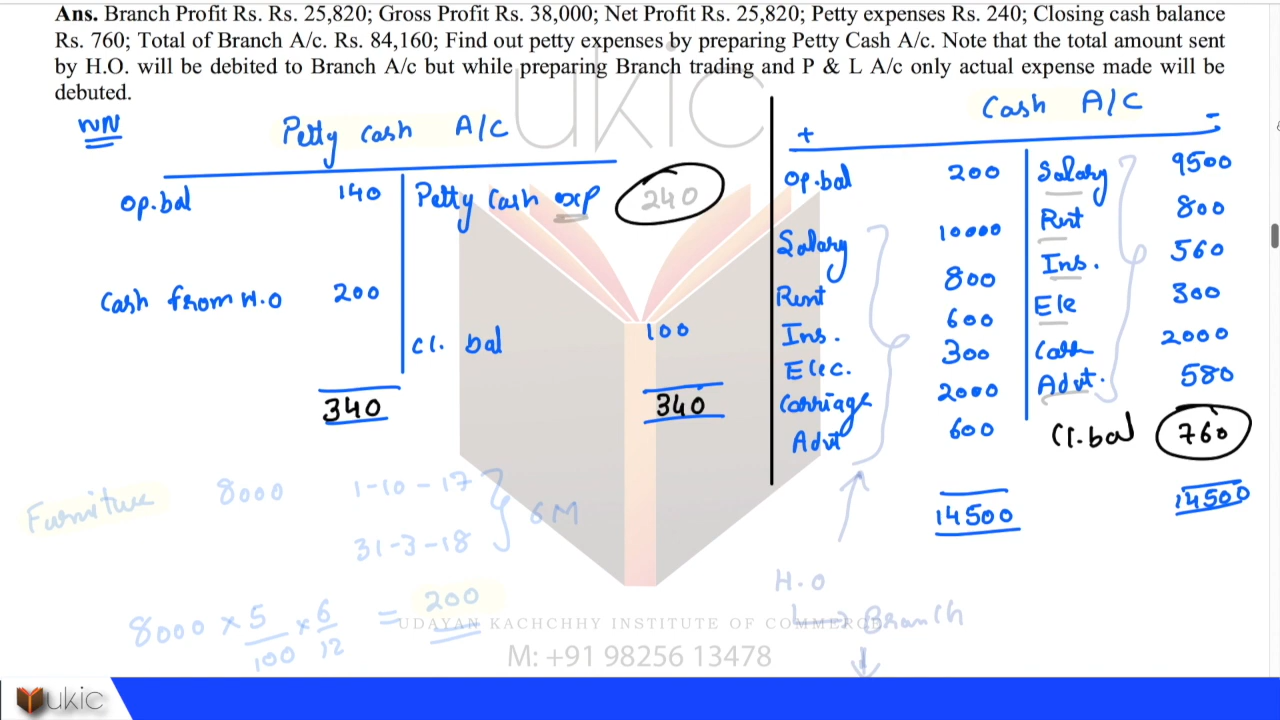 Ans. Branch Profit Rs. Rs. 25,820; Gross Profit Rs. 38,000; Net Profit Rs. 25,820; Petty expenses Rs. 240; Closing cash balance
Rs. 760; Total of Branch A/c. Rs. 84,160; Find out petty expenses by preparing Petty Cash A/c. Note that the total amount sent
by H.O. will be debited to Branch A/c but while preparing Branch trading and P & L A/c only actual expense made will be
debuted.
WN
Petty Cash A/C
Op.bal 140 Petty Cash exp 240
Cash from H.O 200
Cl. bal 100
340 340
Cash A/C
+ -
Op.bal 200 Salary 9500
Salary 10000 Rent 800
Rent 800 Ins. 560
Ins. 600 Ele 300
Elec. 300 Carr 2000
Carriage 2000 Advt. 580
Advt 600 Cl.bal 760
14500 14500
Furniture 8000 1-10-17
31-3-18
6M
8000 x 5/100 x 6/12 = 200
H.O
Branch
ukic
UDAYAN KACHCHHY INSTITUTE OF COMMERCE
M: +91 98256 13478
ukic